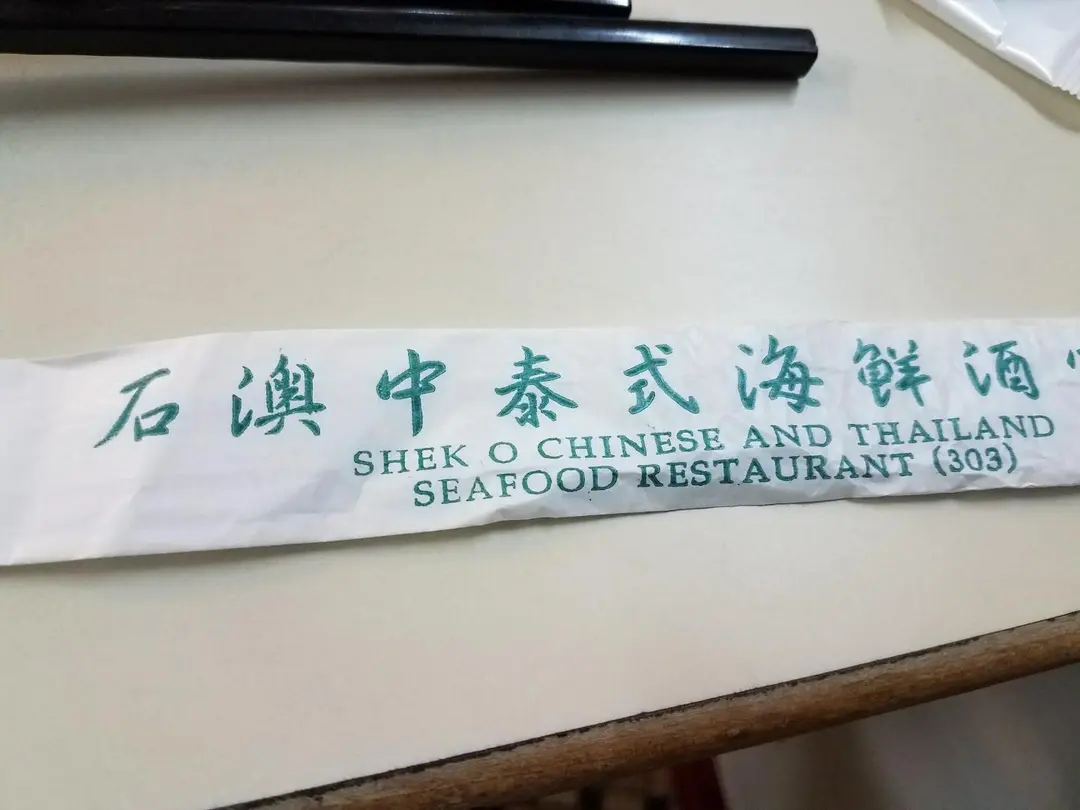 石澳中泰式海鮮酒
SHEK O CHINESE AND THAILAND
SEAFOOD RESTAURANT (303)